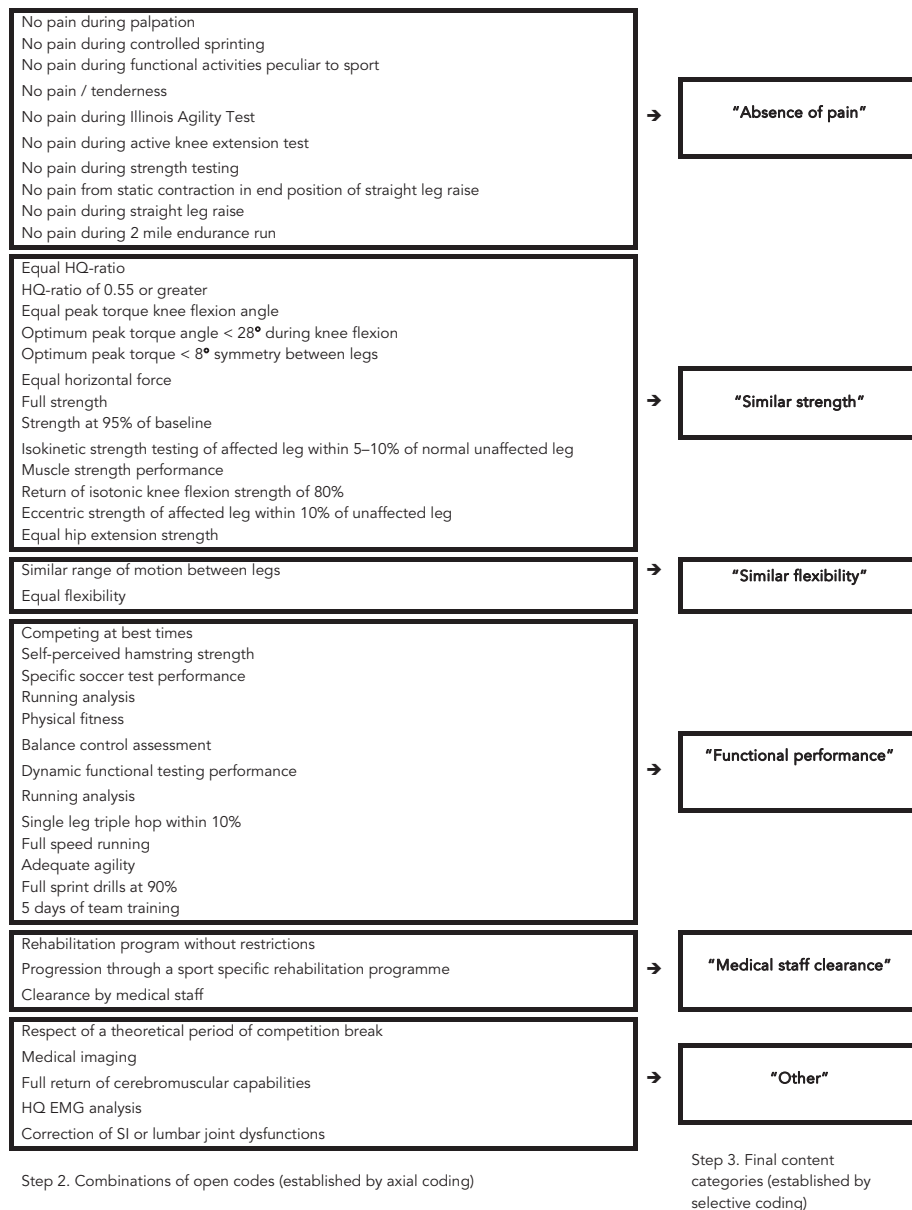 No pain during palpation
No pain during controlled sprinting
No pain during functional activities peculiar to sport
No pain / tenderness
No pain during Illinois Agility Test
No pain during active knee extension test
No pain during strength testing
No pain from static contraction in end position of straight leg raise
No pain during straight leg raise
No pain during 2 mile endurance run
➔
"Absence of pain"
Equal HQ-ratio
HQ-ratio of 0.55 or greater
Equal peak torque knee flexion angle
Optimum peak torque angle < 28° during knee flexion
Optimum peak torque < 8° symmetry between legs
Equal horizontal force
Full strength
Strength at 95% of baseline
Isokinetic strength testing of affected leg within 5–10% of normal unaffected leg
Muscle strength performance
Return of isotonic knee flexion strength of 80%
Eccentric strength of affected leg within 10% of unaffected leg
Equal hip extension strength
➔
"Similar strength"
Similar range of motion between legs
Equal flexibility
➔
"Similar flexibility"
Competing at best times
Self-perceived hamstring strength
Specific soccer test performance
Running analysis
Physical fitness
Balance control assessment
Dynamic functional testing performance
Running analysis
Single leg triple hop within 10%
Full speed running
Adequate agility
Full sprint drills at 90%
5 days of team training
➔
"Functional performance"
Rehabilitation program without restrictions
Progression through a sport specific rehabilitation programme
Clearance by medical staff
➔
"Medical staff clearance"
Respect of a theoretical period of competition break
Medical imaging
Full return of cerebromuscular capabilities
HQ EMG analysis
Correction of SI or lumbar joint dysfunctions
➔
"Other"
Step 2. Combinations of open codes (established by axial coding)
Step 3. Final content
categories (established by
selective coding)